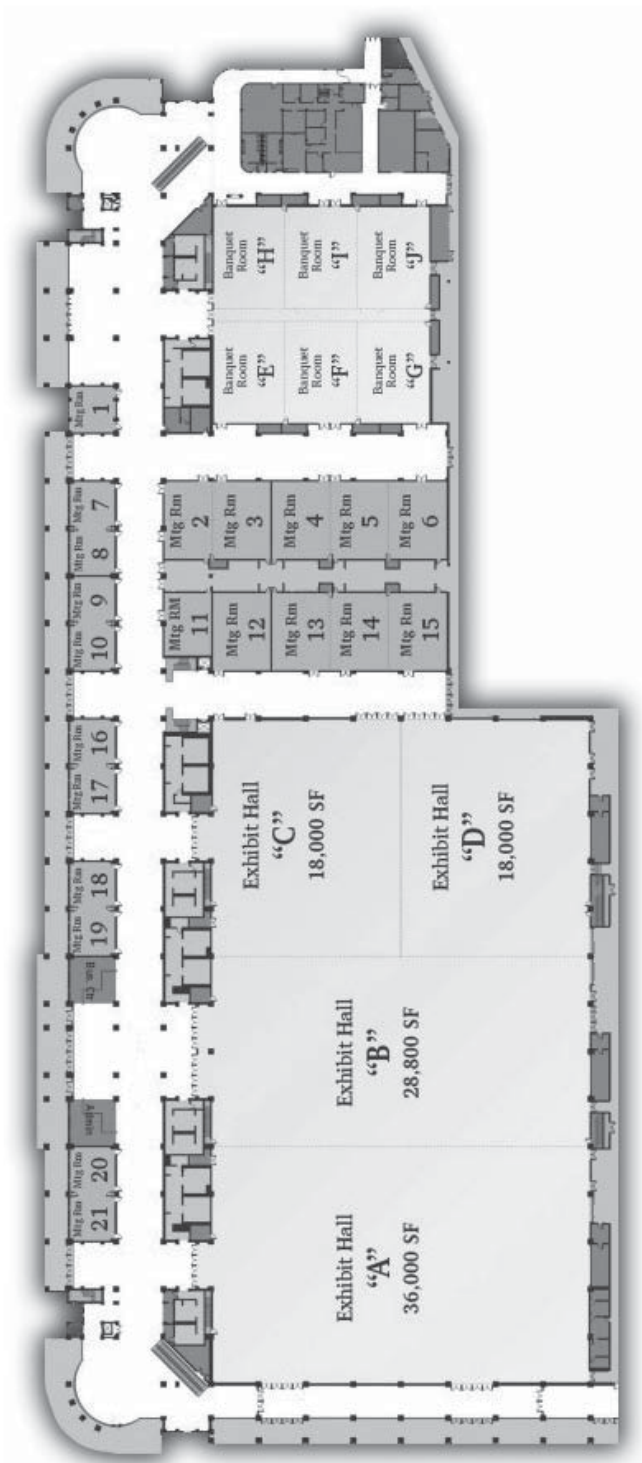 Mtg Rm
21
Mtg Rm
20
Admin
Bus.
Mtg Rm
19
Mtg Rm
18
Mtg Rm
17
Mtg Rm
16
Mtg Rm
10
Mtg Rm
9
Mtg Rm
8
Mtg Rm
7
Mtg Rm
1
Mtg RM
11
Mtg Rm
2
Mtg Rm
12
Mtg Rm
3
Mtg Rm
13
Mtg Rm
4
Mtg Rm
14
Mtg Rm
5
Mtg Rm
15
Mtg Rm
6
Banquet
Room
“E”
Banquet
Room
“H”
Banquet
Room
“F”
Banquet
Room
“I”
Banquet
Room
“G”
Banquet
Room
“J”
Exhibit Hall
“A”
36,000 SF
Exhibit Hall
“B”
28,800 SF
Exhibit Hall
“C”
18,000 SF
Exhibit Hall
“D”
18,000 SF